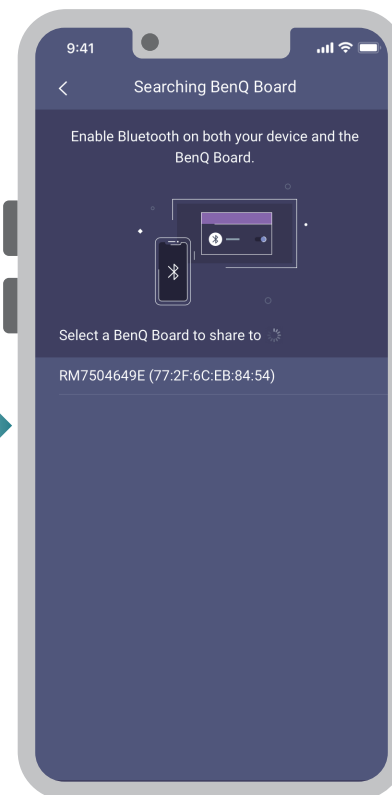 9:41
Searching BenQ Board
Enable Bluetooth on both your device and the
BenQ Board.
Select a BenQ Board to share to
RM7504649E (77:2F:6C:EB:84:54)